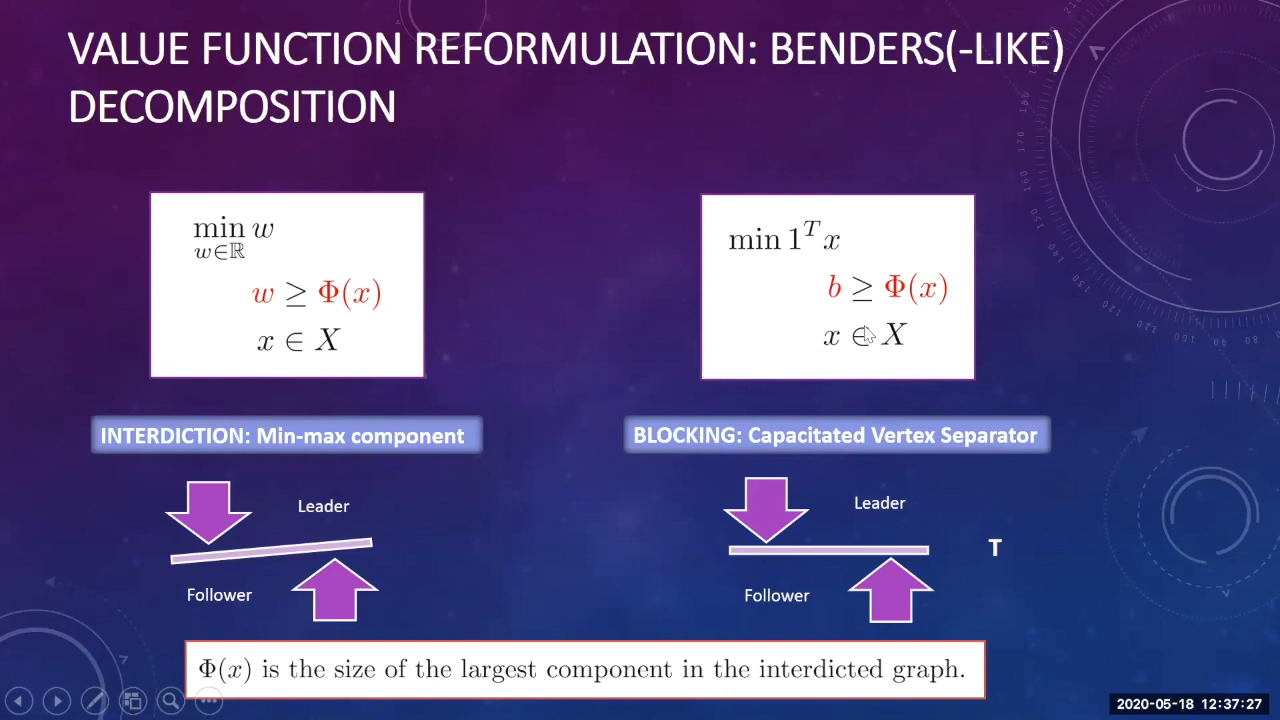 VALUE FUNCTION REFORMULATION: BENDERS(-LIKE)
DECOMPOSITION
min w
w∈ℝ
w ≥ Φ(x)
x ∈ X
min 1ᵀ x
b ≥ Φ(x)
x ∈ X
INTERDICTION: Min-max component
BLOCKING: Capacitated Vertex Separator
Leader
Follower
Leader
Follower
T
Φ(x) is the size of the largest component in the interdicted graph.
2020-05-18 12:37:27